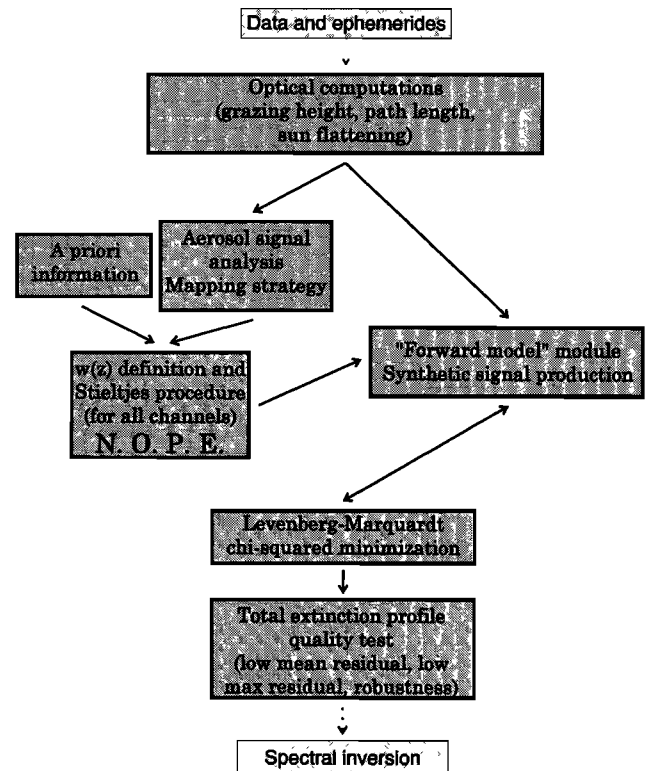 Data and ephemerides
Optical computations
(grazing height, path length,
sun flattening)
A priori
information
Aerosol signal
analysis
Mapping strategy
w(z) definition and
Stieltjes procedure
(for all channels)
N. O. P. E.
"Forward model" module
Synthetic signal production
Levenberg-Marquardt
chi-squared minimization
Total extinction profile
quality test
(low mean residual, low
max residual, robustness)
Spectral inversion